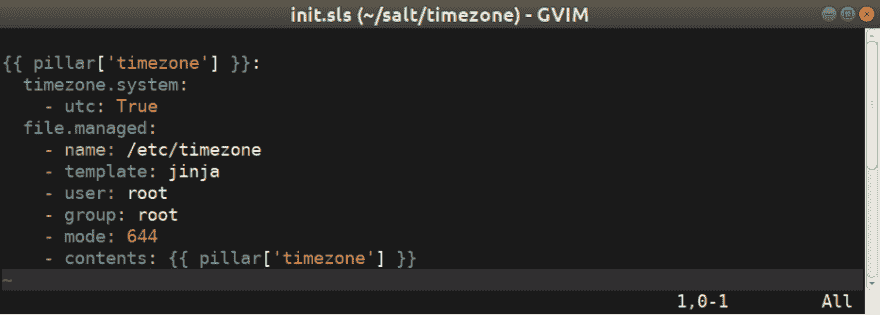 init.sls (~/salt/timezone) - GVIM
{{ pillar['timezone'] }}:
  timezone.system:
    - utc: True
  file.managed:
    - name: /etc/timezone
    - template: jinja
    - user: root
    - group: root
    - mode: 644
    - contents: {{ pillar['timezone'] }}
~
1,0-1 All